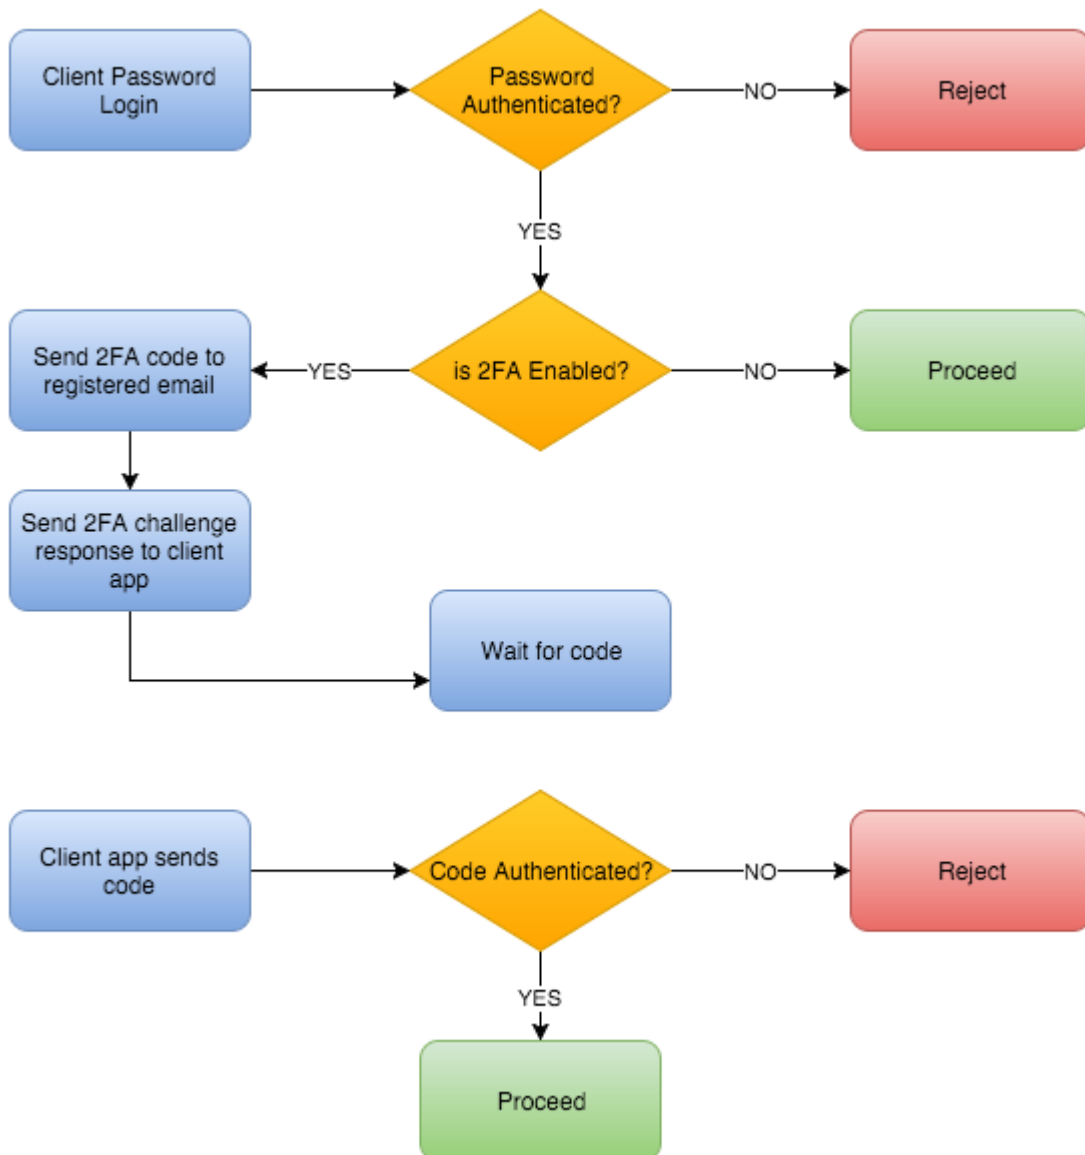 Client Password
Login
Password
Authenticated?
NO
Reject
YES
Send 2FA code to
registered email
YES
is 2FA Enabled?
NO
Proceed
Send 2FA challenge
response to client
app
Wait for code
Client app sends
code
Code Authenticated?
NO
Reject
YES
Proceed